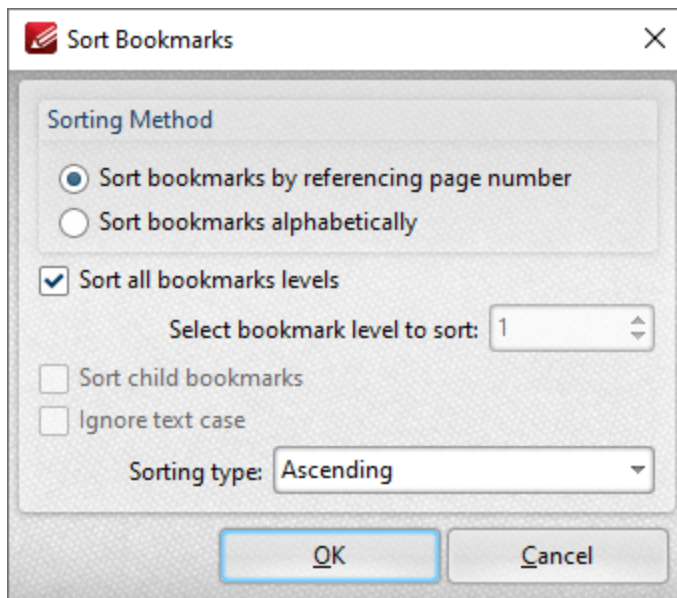 Sort Bookmarks
Sorting Method
Sort bookmarks by referencing page number
Sort bookmarks alphabetically
Sort all bookmarks levels
Select bookmark level to sort: 1
Sort child bookmarks
Ignore text case
Sorting type: Ascending
OK Cancel